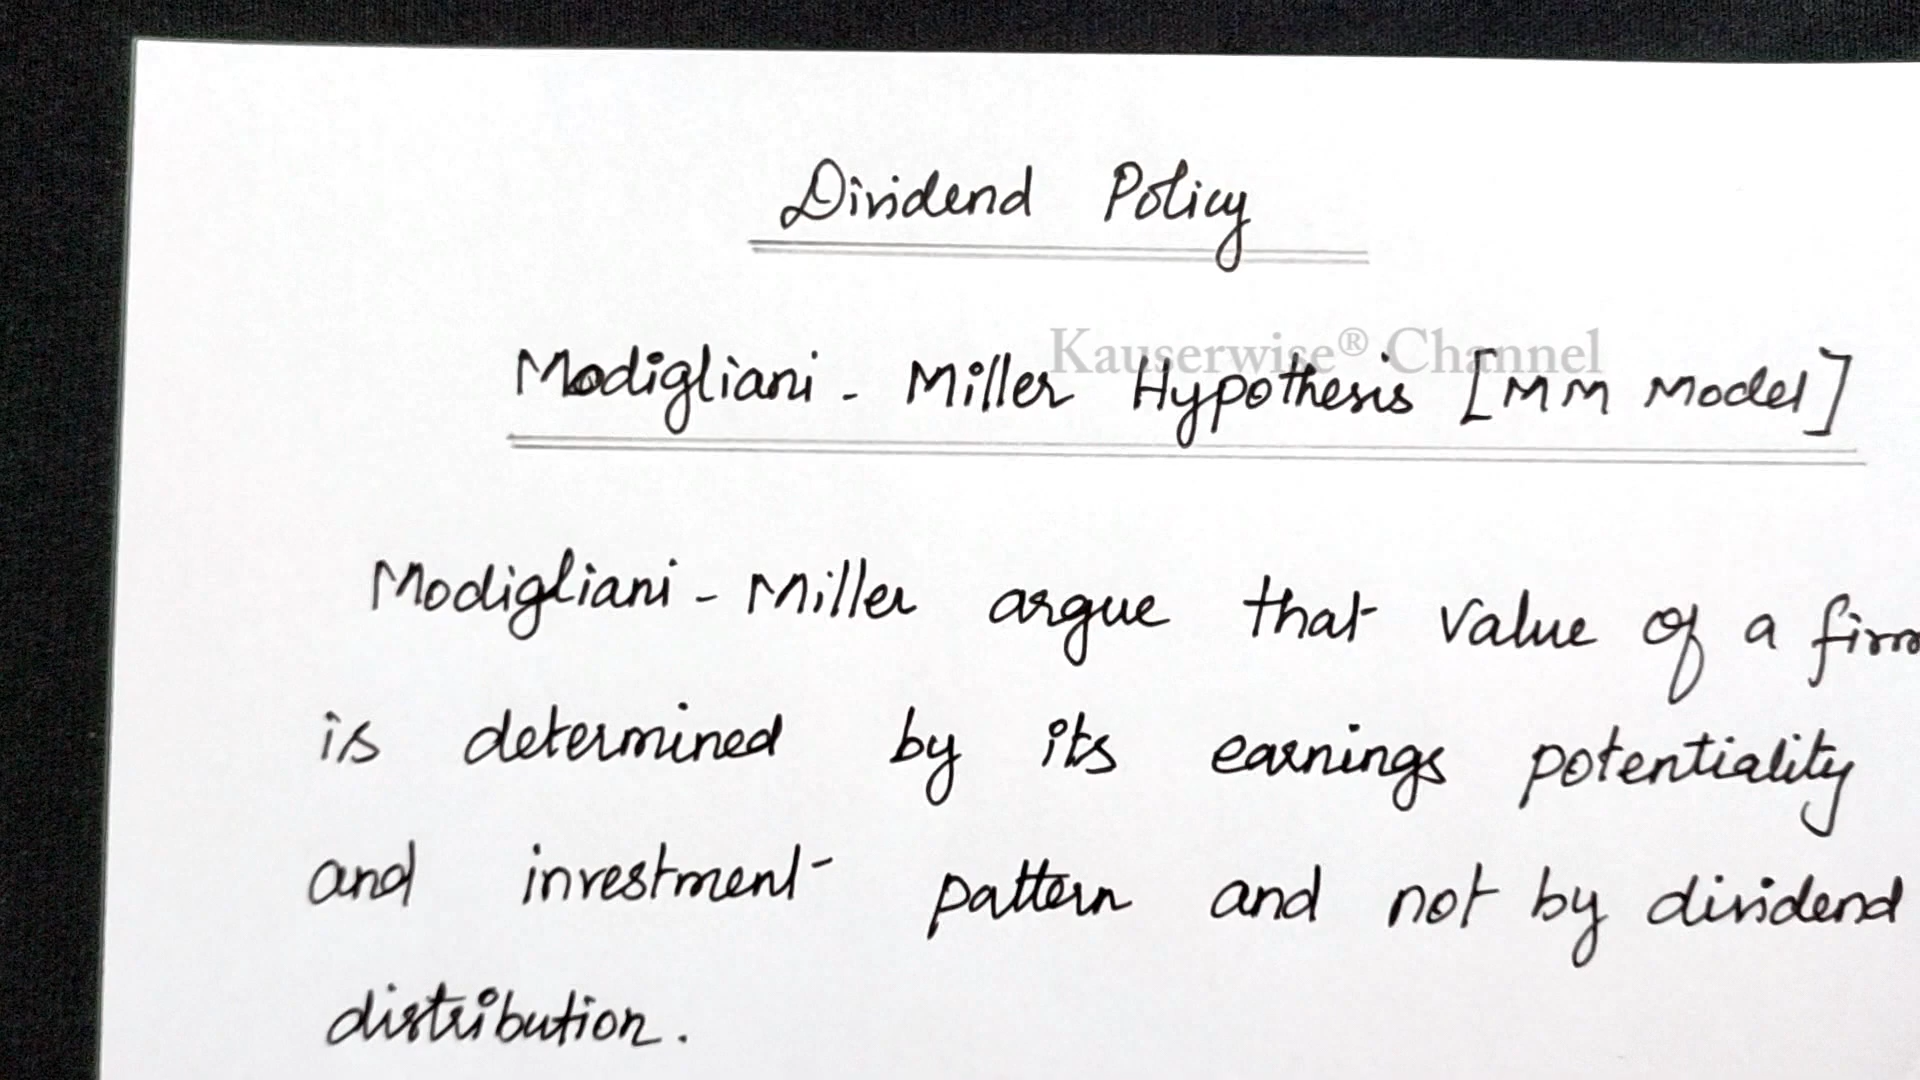 Dividend Policy
Kauserwise® Channel
Modigliani - Miller Hypothesis [MM Model]
Modigliani - Miller argue that value of a firm
is determined by its earnings potentiality
and investment pattern and not by dividend
distribution.